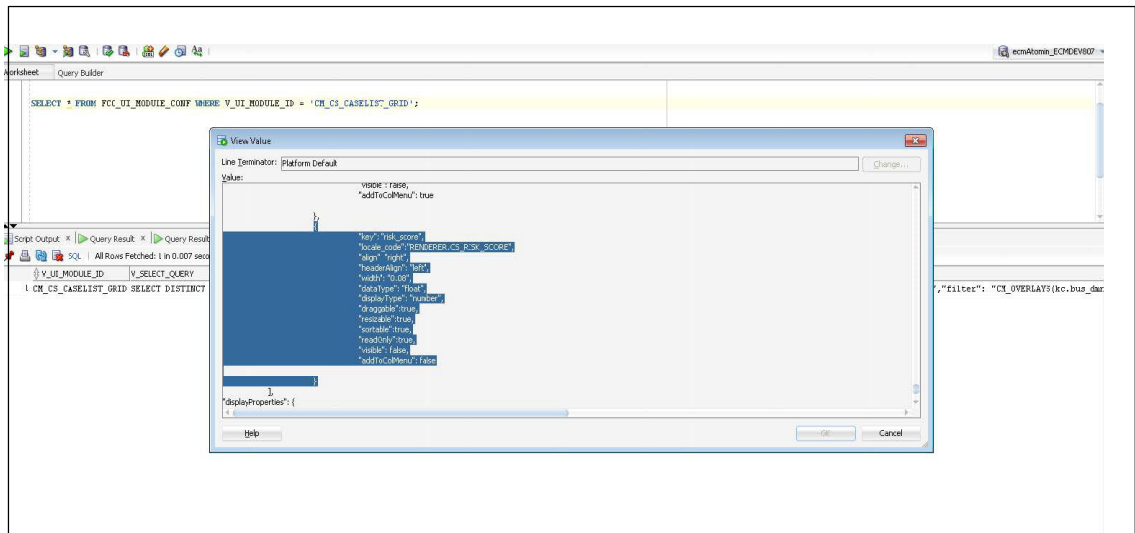 ecmAtomin_ECMDEV807
Worksheet Query Builder
SELECT * FROM FCC_UI_MODULE_CONF WHERE V_UI_MODULE_ID = 'CM_CS_CASELIST_GRID';
View Value
Line Terminator: Platform Default Change...
Value:
"visible": false,
"addToColMenu": true
},
{
"key": "risk_score",
"locale_code":"RENDERER.CS_RISK_SCORE",
"align" "right",
"headerAlign": "left",
"width": "0.08",
"dataType": "float",
"displayType": "number",
"draggable":true,
"resizable":true,
"sortable":true,
"readOnly":true,
"visible": false,
"addToColMenu": false
}
],
"displayProperties": {
Help OK Cancel
Script Output x Query Result x Query Result
SQL | All Rows Fetched: 1 in 0.007 seco
V_UI_MODULE_ID V_SELECT_QUERY
1 CM_CS_CASELIST_GRID SELECT DISTINCT ","filter": "CM_OVERLAYS(kc.bus_dmn